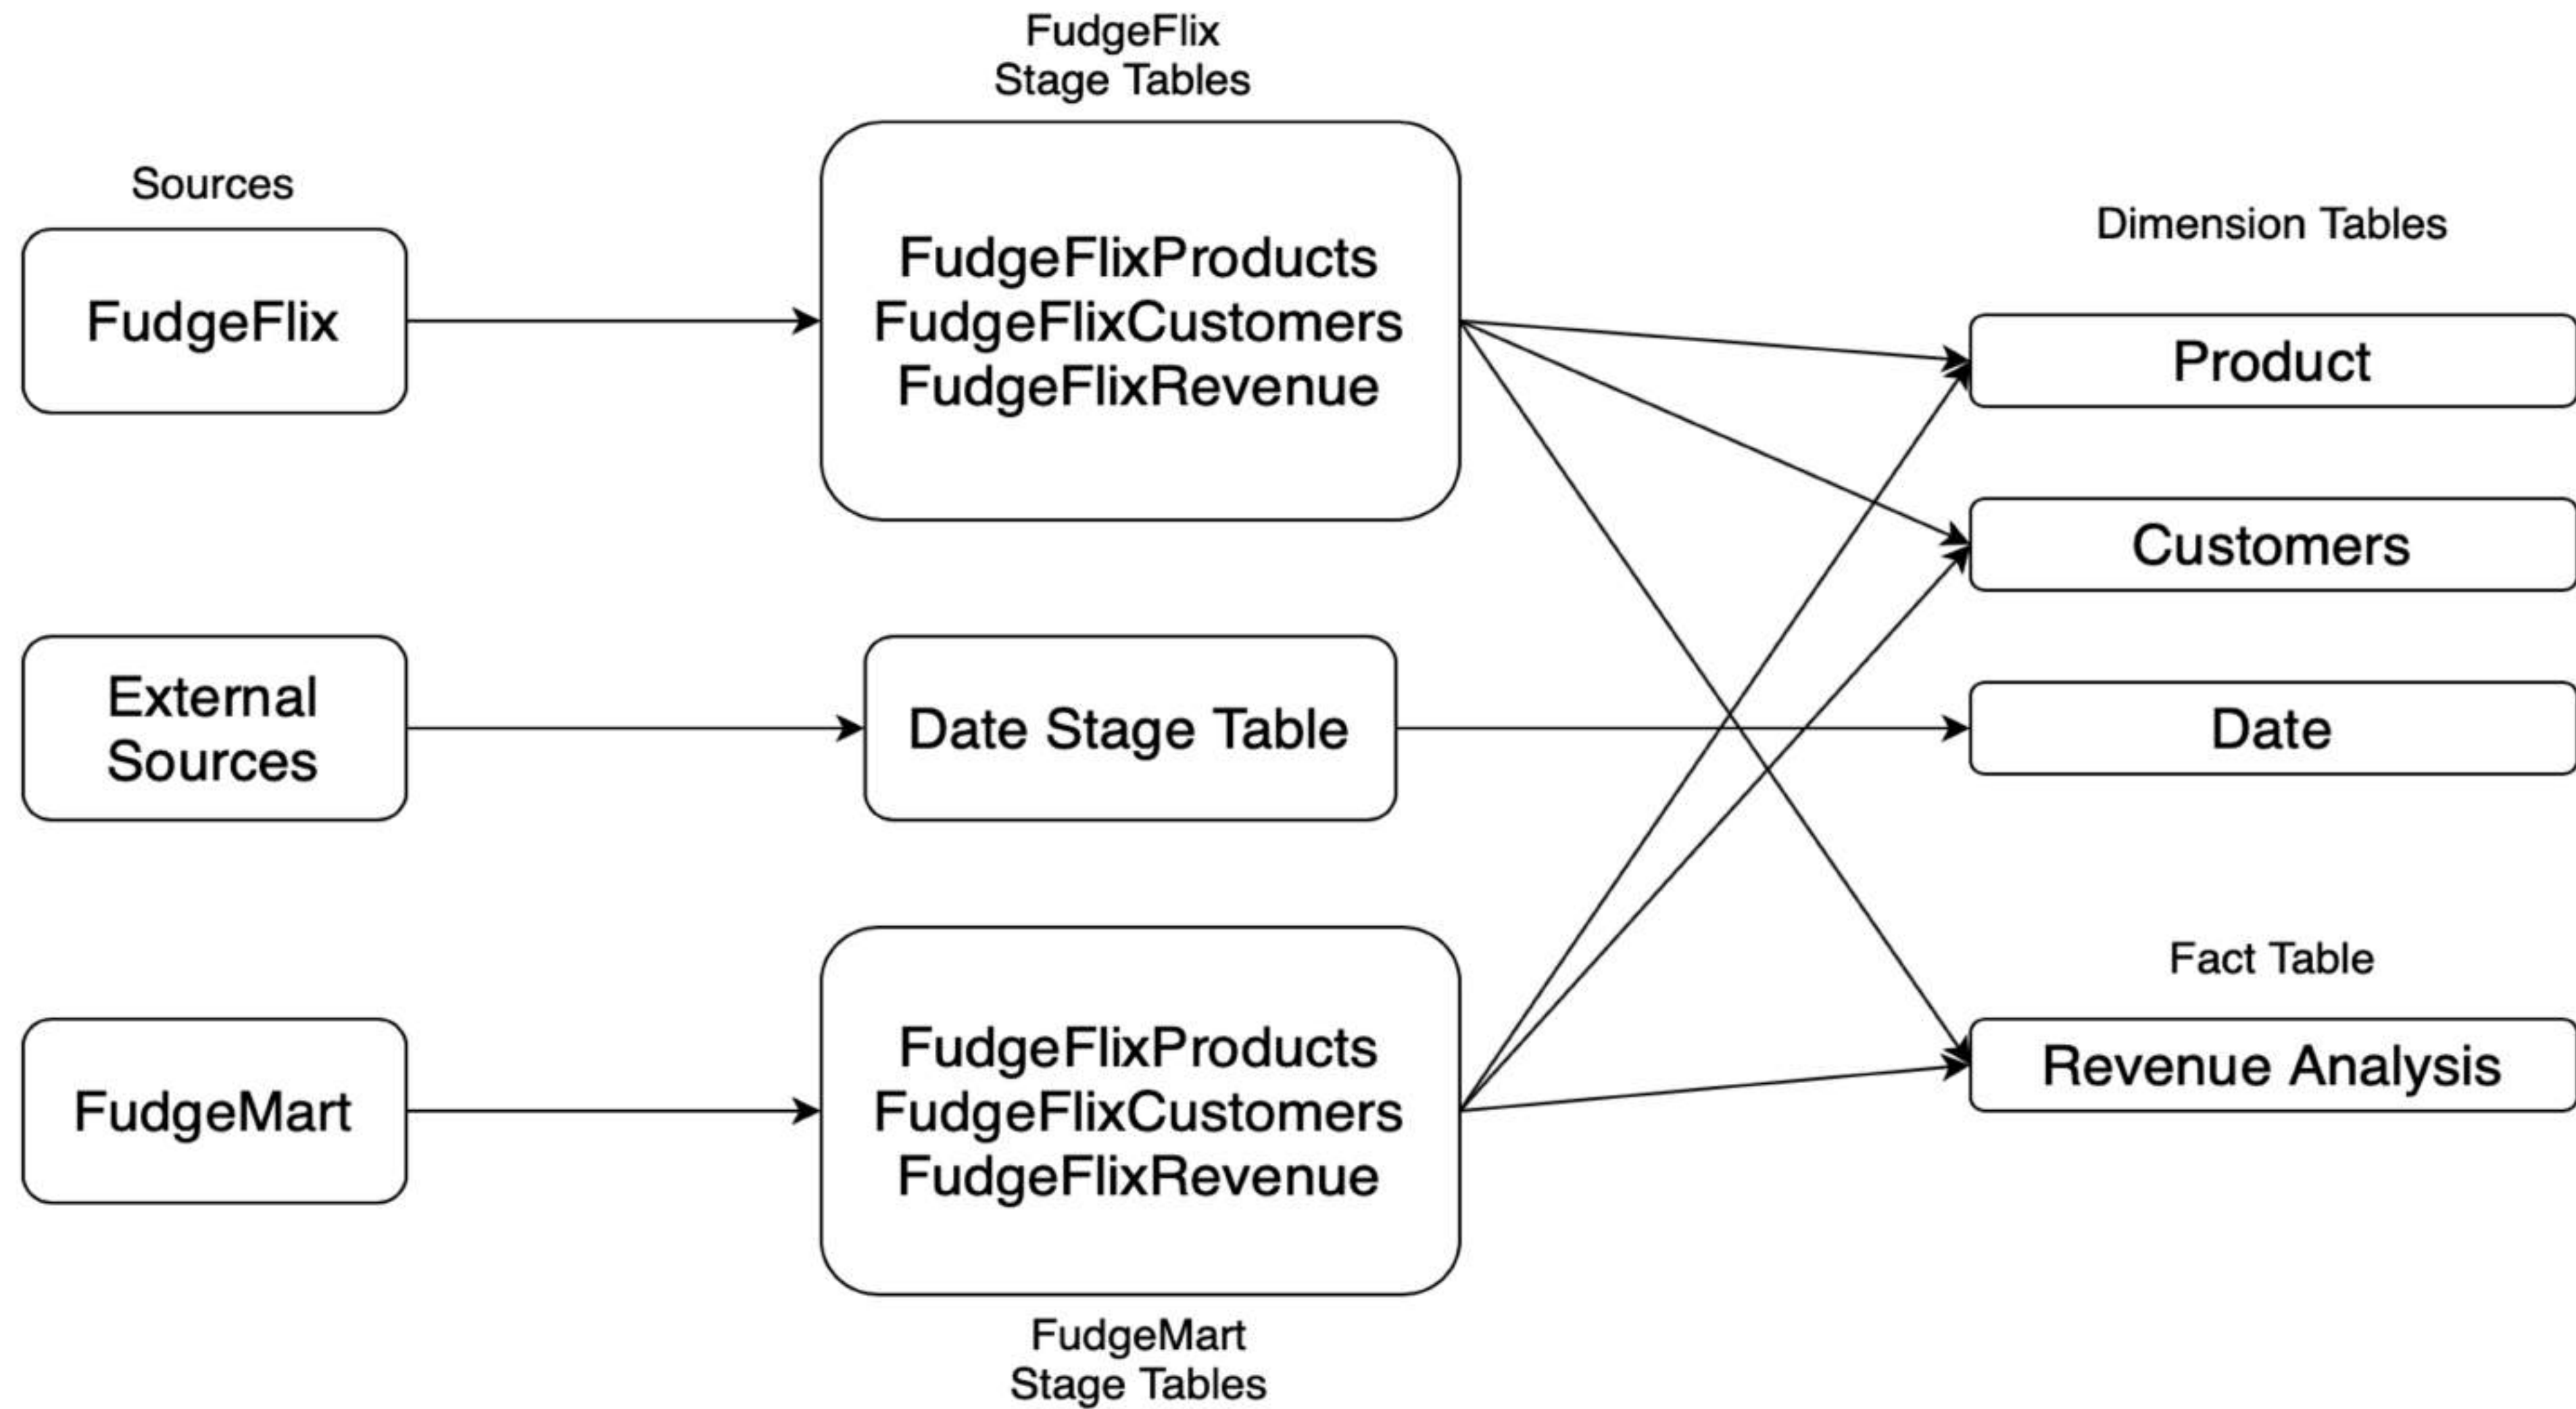 Sources
FudgeFlix
External
Sources
FudgeMart
FudgeFlix
Stage Tables
FudgeFlixProducts
FudgeFlixCustomers
FudgeFlixRevenue
Date Stage Table
FudgeFlixProducts
FudgeFlixCustomers
FudgeFlixRevenue
FudgeMart
Stage Tables
Dimension Tables
Product
Customers
Date
Fact Table
Revenue Analysis